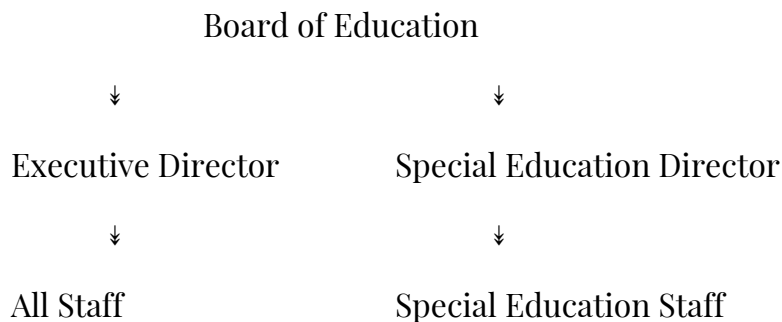 Board of Education
↡ ↡
Executive Director Special Education Director
↡ ↡
All Staff Special Education Staff